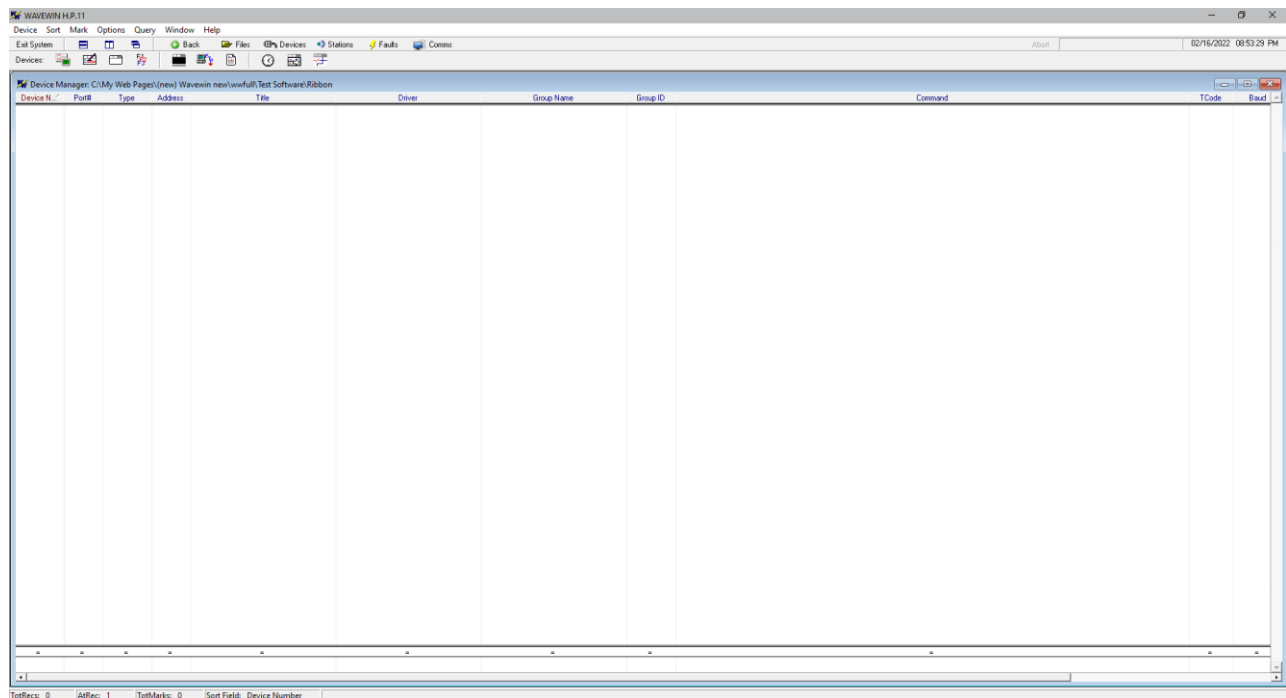 WAVEWIN H.P.11
Device Sort Mark Options Query Window Help
Exit System Back Files Devices Stations Faults Comms Abort 02/16/2022 08:53:29 PM
Devices:
Device Manager: C:\My Web Pages\(new) Wavewin new\wwfull\Test Software\Ribbon
Device N... Port# Type Address Title Driver Group Name Group ID Command TCode Baud
= = = = = = = = = = =
TotRecs: 0 AtRec: 1 TotMarks: 0 Sort Field: Device Number